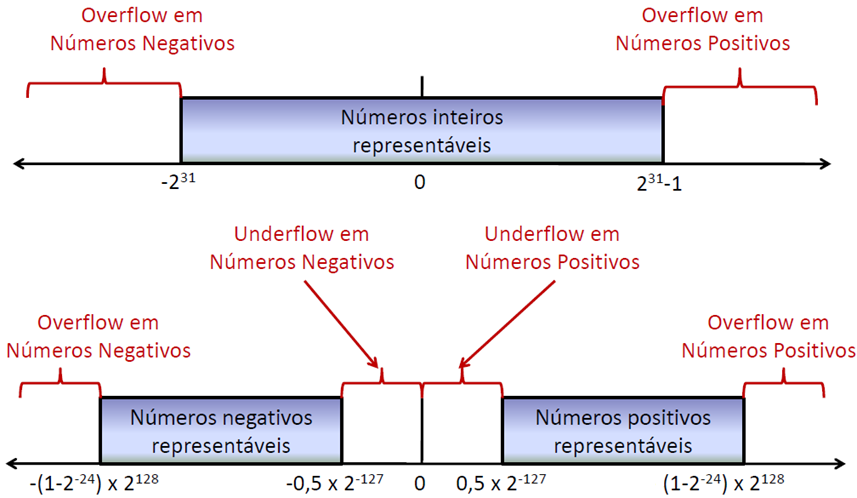 Overflow em
Números Negativos
Overflow em
Números Positivos
Números inteiros
representáveis
-2³¹
0
2³¹-1
Underflow em
Números Negativos
Underflow em
Números Positivos
Overflow em
Números Negativos
Overflow em
Números Positivos
Números negativos
representáveis
Números positivos
representáveis
-(1-2⁻²⁴) x 2¹²⁸
-0,5 x 2⁻¹²⁷
0
0,5 x 2⁻¹²⁷
(1-2⁻²⁴) x 2¹²⁸